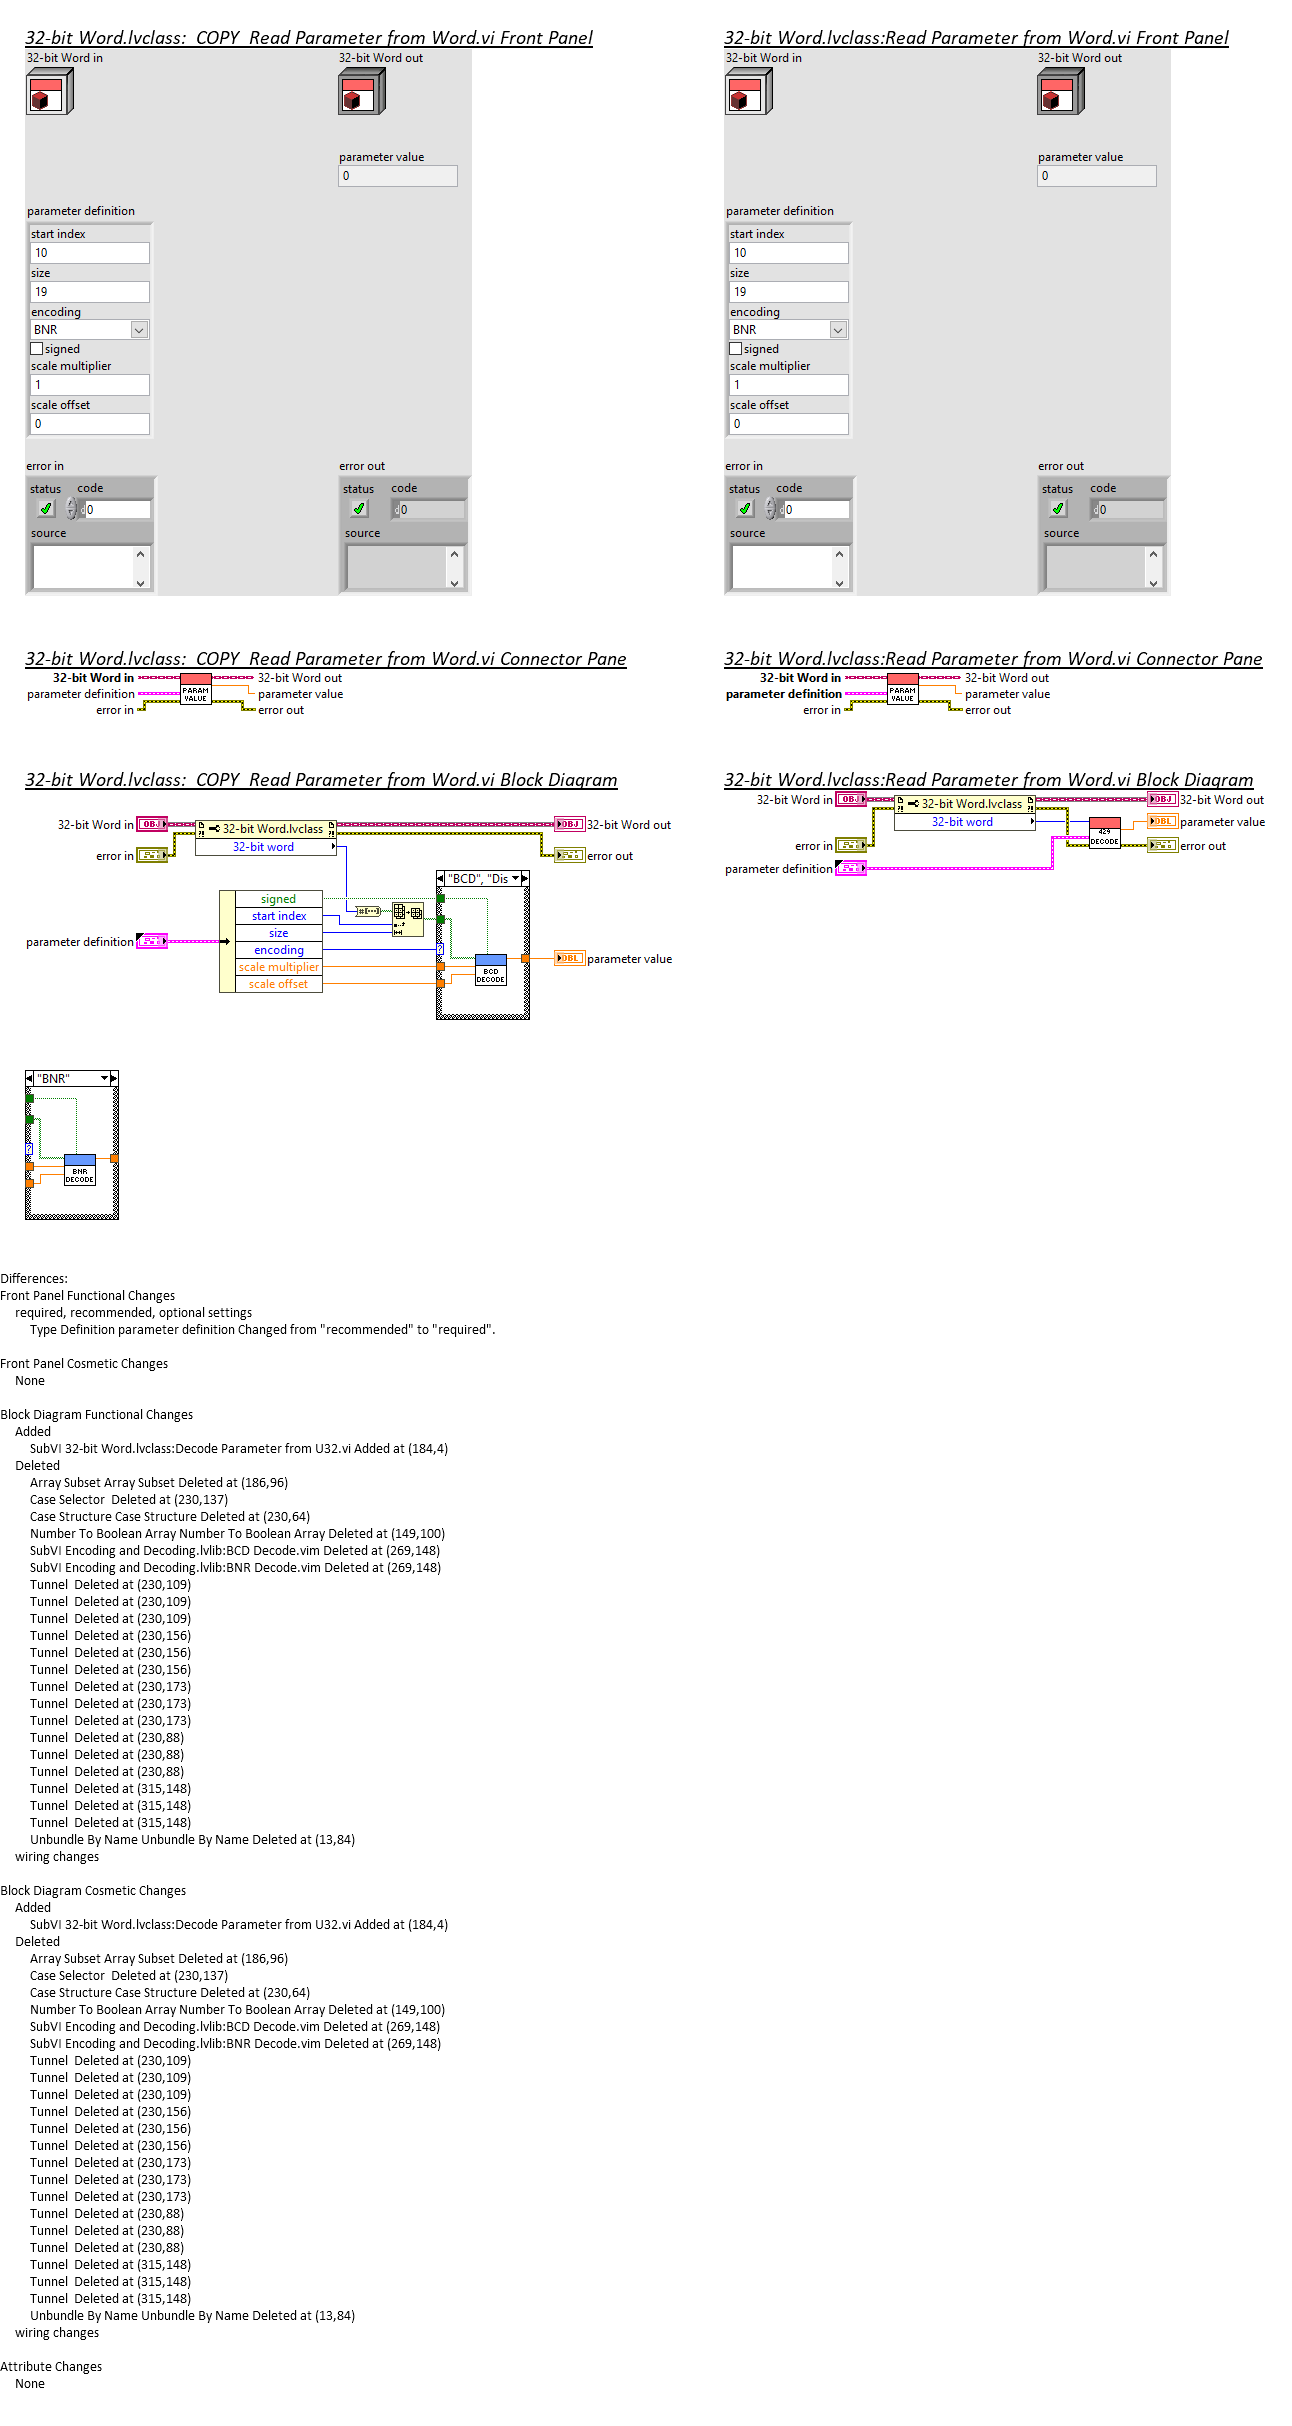 32-bit Word.lvclass:  COPY  Read Parameter from Word.vi Front Panel
32-bit Word in
32-bit Word out
parameter value
0
parameter definition
start index
10
size
19
encoding
BNR
signed
scale multiplier
1
scale offset
0
error in
status code
0
source
error out
status code
0
source
32-bit Word.lvclass:Read Parameter from Word.vi Front Panel
32-bit Word in
32-bit Word out
parameter value
0
parameter definition
start index
10
size
19
encoding
BNR
signed
scale multiplier
1
scale offset
0
error in
status code
0
source
error out
status code
0
source
32-bit Word.lvclass:  COPY  Read Parameter from Word.vi Connector Pane
32-bit Word in
parameter definition
error in
PARAM
VALUE
32-bit Word out
parameter value
error out
32-bit Word.lvclass:Read Parameter from Word.vi Connector Pane
32-bit Word in
parameter definition
error in
PARAM
VALUE
32-bit Word out
parameter value
error out
32-bit Word.lvclass:  COPY  Read Parameter from Word.vi Block Diagram
32-bit Word in
OBJ
32-bit Word.lvclass
32-bit word
OBJ
32-bit Word out
error in
error out
parameter definition
signed
start index
size
encoding
scale multiplier
scale offset
#[...]
"BCD", "Dis
?
BCD
DECODE
DBL
parameter value
"BNR"
?
BNR
DECODE
32-bit Word.lvclass:Read Parameter from Word.vi Block Diagram
32-bit Word in
OBJ
32-bit Word.lvclass
32-bit word
OBJ
32-bit Word out
429
DECODE
DBL
parameter value
error in
error out
parameter definition
Differences:
Front Panel Functional Changes
required, recommended, optional settings
Type Definition parameter definition Changed from "recommended" to "required".
Front Panel Cosmetic Changes
None
Block Diagram Functional Changes
Added
SubVI 32-bit Word.lvclass:Decode Parameter from U32.vi Added at (184,4)
Deleted
Array Subset Array Subset Deleted at (186,96)
Case Selector  Deleted at (230,137)
Case Structure Case Structure Deleted at (230,64)
Number To Boolean Array Number To Boolean Array Deleted at (149,100)
SubVI Encoding and Decoding.lvlib:BCD Decode.vim Deleted at (269,148)
SubVI Encoding and Decoding.lvlib:BNR Decode.vim Deleted at (269,148)
Tunnel  Deleted at (230,109)
Tunnel  Deleted at (230,109)
Tunnel  Deleted at (230,109)
Tunnel  Deleted at (230,156)
Tunnel  Deleted at (230,156)
Tunnel  Deleted at (230,156)
Tunnel  Deleted at (230,173)
Tunnel  Deleted at (230,173)
Tunnel  Deleted at (230,173)
Tunnel  Deleted at (230,88)
Tunnel  Deleted at (230,88)
Tunnel  Deleted at (230,88)
Tunnel  Deleted at (315,148)
Tunnel  Deleted at (315,148)
Tunnel  Deleted at (315,148)
Unbundle By Name Unbundle By Name Deleted at (13,84)
wiring changes
Block Diagram Cosmetic Changes
Added
SubVI 32-bit Word.lvclass:Decode Parameter from U32.vi Added at (184,4)
Deleted
Array Subset Array Subset Deleted at (186,96)
Case Selector  Deleted at (230,137)
Case Structure Case Structure Deleted at (230,64)
Number To Boolean Array Number To Boolean Array Deleted at (149,100)
SubVI Encoding and Decoding.lvlib:BCD Decode.vim Deleted at (269,148)
SubVI Encoding and Decoding.lvlib:BNR Decode.vim Deleted at (269,148)
Tunnel  Deleted at (230,109)
Tunnel  Deleted at (230,109)
Tunnel  Deleted at (230,109)
Tunnel  Deleted at (230,156)
Tunnel  Deleted at (230,156)
Tunnel  Deleted at (230,156)
Tunnel  Deleted at (230,173)
Tunnel  Deleted at (230,173)
Tunnel  Deleted at (230,173)
Tunnel  Deleted at (230,88)
Tunnel  Deleted at (230,88)
Tunnel  Deleted at (230,88)
Tunnel  Deleted at (315,148)
Tunnel  Deleted at (315,148)
Tunnel  Deleted at (315,148)
Unbundle By Name Unbundle By Name Deleted at (13,84)
wiring changes
Attribute Changes
None